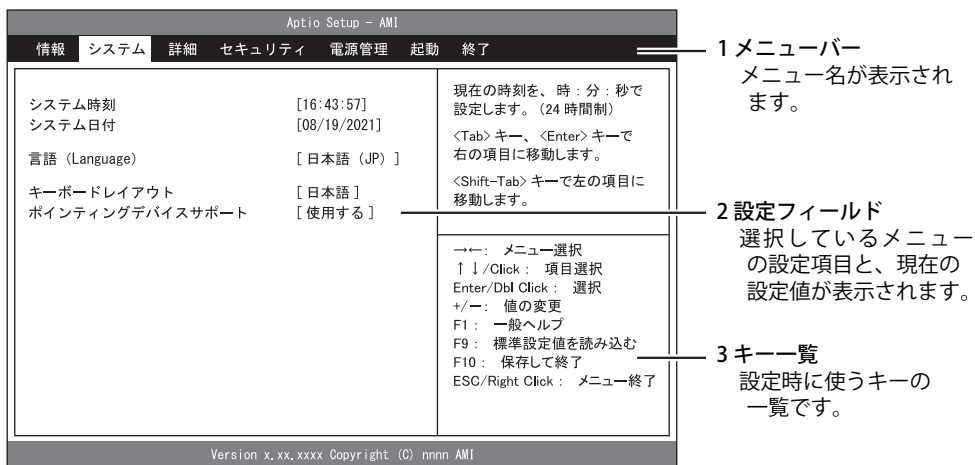 Aptio Setup – AMI
情報 システム 詳細 セキュリティ 電源管理 起動 終了
システム時刻 [16:43:57]
システム日付 [08/19/2021]
言語（Language） [日本語（JP）]
キーボードレイアウト [日本語]
ポインティングデバイスサポート [使用する]
現在の時刻を、時：分：秒で
設定します。（24 時間制）
<Tab> キー、<Enter> キーで
右の項目に移動します。
<Shift-Tab> キーで左の項目に
移動します。
→←： メニュー選択
↑↓/Click： 項目選択
Enter/Dbl Click： 選択
+/ー： 値の変更
F1： 一般ヘルプ
F9： 標準設定値を読み込む
F10： 保存して終了
ESC/Right Click： メニュー終了
Version x.xx.xxxx Copyright (C) nnnn AMI
1 メニューバー
メニュー名が表示され
ます。
2 設定フィールド
選択しているメニュー
の設定項目と、現在の
設定値が表示されます。
3 キー一覧
設定時に使うキーの
一覧です。